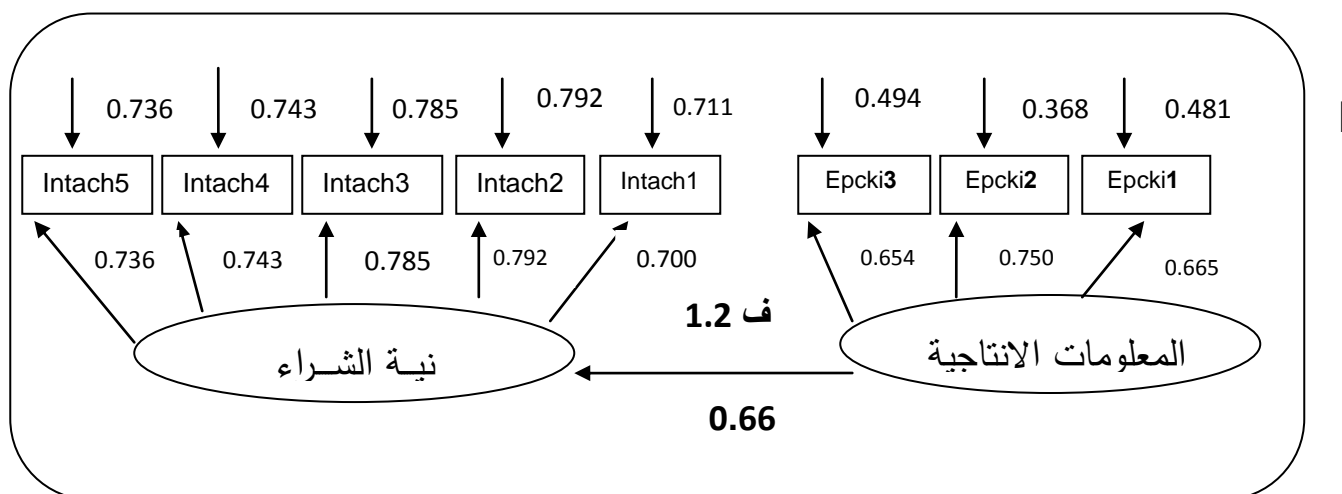 0.736 0.743 0.785 0.792 0.711 0.494 0.368 0.481
Intach5 Intach4 Intach3 Intach2 Intach1 Epcki3 Epcki2 Epcki1
0.736 0.743 0.785 0.792 0.700 0.654 0.750 0.665
ف 1.2
نيـة الشــراء
المعلومات الانتاجية
0.66